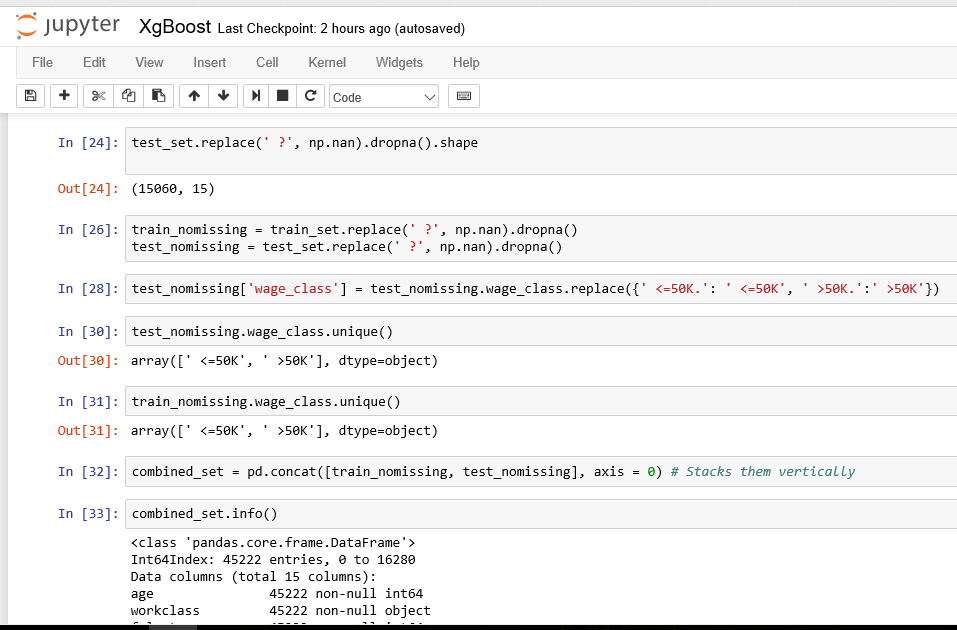 jupyter XgBoost Last Checkpoint: 2 hours ago (autosaved)
File Edit View Insert Cell Kernel Widgets Help
Code
In [24]: test_set.replace(' ?', np.nan).dropna().shape
Out[24]: (15060, 15)
In [26]: train_nomissing = train_set.replace(' ?', np.nan).dropna()
test_nomissing = test_set.replace(' ?', np.nan).dropna()
In [28]: test_nomissing['wage_class'] = test_nomissing.wage_class.replace({' <=50K.': ' <=50K', ' >50K.':' >50K'})
In [30]: test_nomissing.wage_class.unique()
Out[30]: array([' <=50K', ' >50K'], dtype=object)
In [31]: train_nomissing.wage_class.unique()
Out[31]: array([' <=50K', ' >50K'], dtype=object)
In [32]: combined_set = pd.concat([train_nomissing, test_nomissing], axis = 0) # Stacks them vertically
In [33]: combined_set.info()
<class 'pandas.core.frame.DataFrame'>
Int64Index: 45222 entries, 0 to 16280
Data columns (total 15 columns):
age 45222 non-null int64
workclass 45222 non-null object